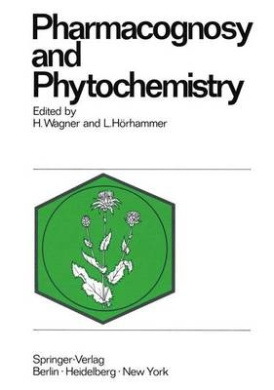 Pharmacognosy
and
Phytochemistry
Edited by
H.Wagner and L.Hörhammer
Springer-Verlag
Berlin · Heidelberg · New York